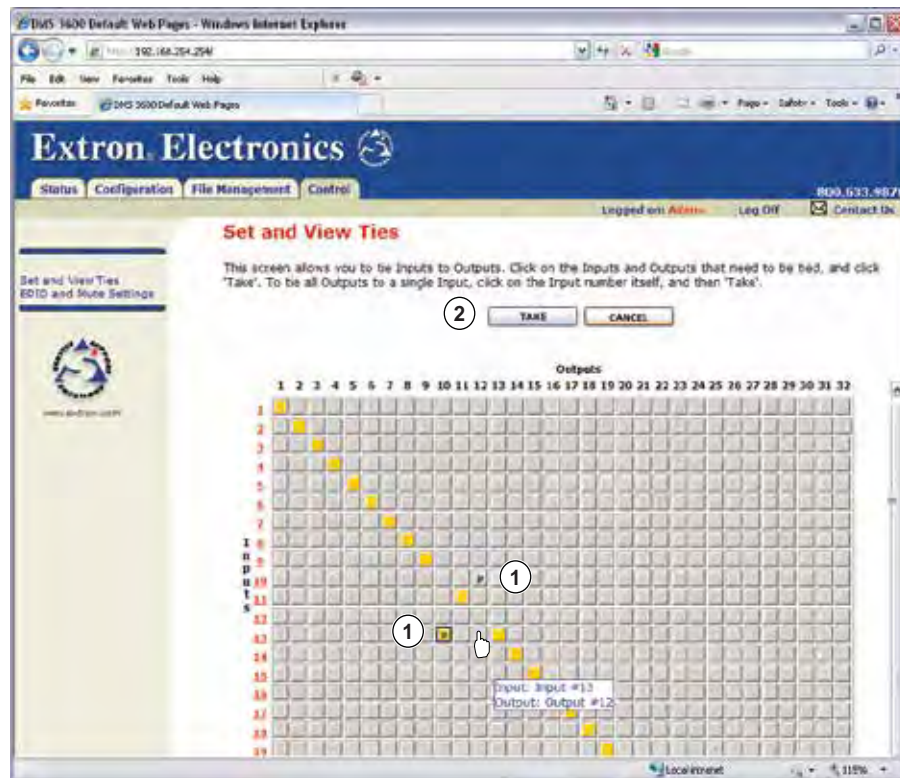 DMS 3600 Default Web Pages - Windows Internet Explorer
192.168.254.254/
File Edit View Favorites Tools Help
Favorites DMS 3600 Default Web Pages Page Safety Tools
Extron Electronics
Status Configuration File Management Control
800.633.987
Logged on: Admin Log Off Contact Us
Set and View Ties
Set and View Ties
EDID and Mute Settings
This screen allows you to tie Inputs to Outputs. Click on the Inputs and Outputs that need to be tied, and click
'Take'. To tie all Outputs to a single Input, click on the Input number itself, and then 'Take'.
2 TAKE CANCEL
www.extron.com
Outputs
1 2 3 4 5 6 7 8 9 10 11 12 13 14 15 16 17 18 19 20 21 22 23 24 25 26 27 28 29 30 31 32
Inputs
1
2
3
4
5
6
7
8
9
10 P 1
11
12
13 1
14
15
Input: Input #13
16
Output: Output #12
17
18
19
Local intranet 115%